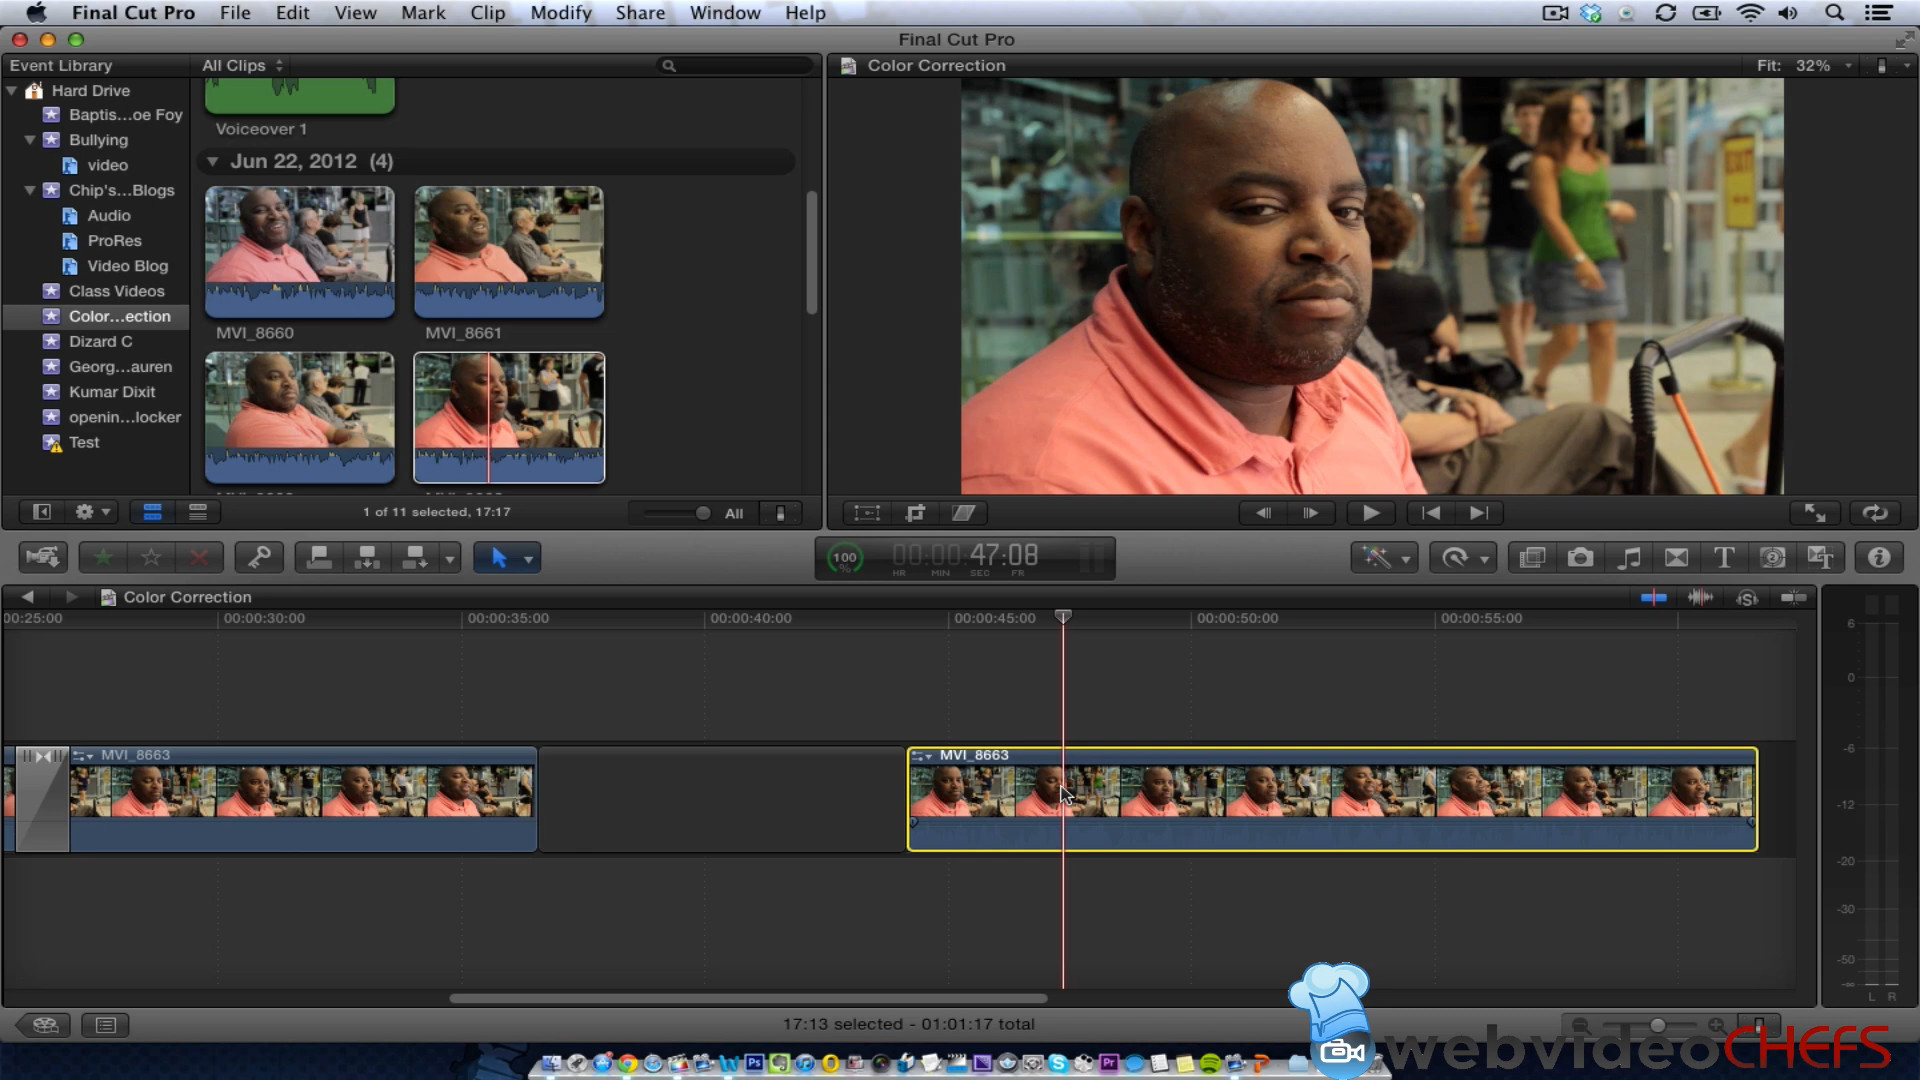 Final Cut Pro File Edit View Mark Clip Modify Share Window Help
Final Cut Pro
Event Library
All Clips
Color Correction
Fit: 32%
Hard Drive
Baptis...oe Foy
Bullying
video
Chip's...Blogs
Audio
ProRes
Video Blog
Class Videos
Color...ection
Dizard C
Georg...auren
Kumar Dixit
openin...locker
Test
Voiceover 1
Jun 22, 2012 (4)
MVI_8660
MVI_8661
1 of 11 selected, 17:17
All
100 %
00:00:47:08
HR MIN SEC FR
Color Correction
00:25:00
00:00:30:00
00:00:35:00
00:00:40:00
00:00:45:00
00:00:50:00
00:00:55:00
MVI_8663
MVI_8663
6
0
-6
-12
-20
-30
-50
-∞
L R
17:13 selected - 01:01:17 total
webvideoCHEFS